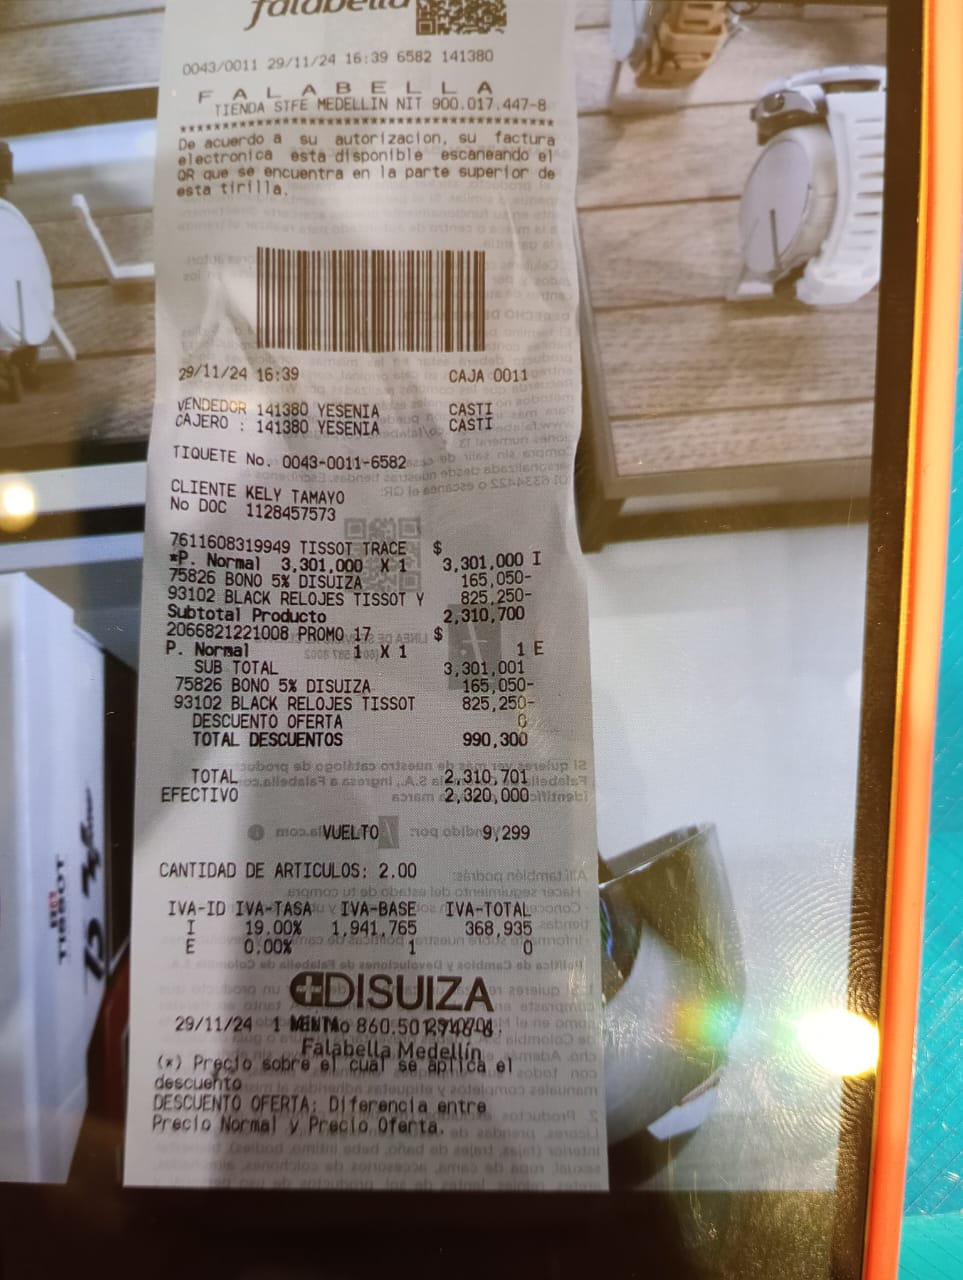 falabella
0043/0011 29/11/24 16:39 6582 141380
F A L A B E L L A
TIENDA STFE MEDELLIN NIT 900.017.447-8
De acuerdo a su autorizacion, su factura
electronica esta disponible escaneando el
QR que se encuentra en la parte superior de
esta tirilla.
29/11/24 16:39 CAJA 0011
VENDEDOR 141380 YESENIA CASTI
CAJERO : 141380 YESENIA CASTI
TIQUETE No. 0043-0011-6582
CLIENTE KELY TAMAYO
No DOC 1128457573
7611608319949 TISSOT TRACE $
*P. Normal 3,301,000 X 1 3,301,000 I
75826 BONO 5% DISUIZA 165,050-
93102 BLACK RELOJES TISSOT Y 825,250-
Subtotal Producto 2,310,700
2066821221008 PROMO 17 $
P. Normal 1 X 1 1 E
SUB TOTAL 3,301,001
75826 BONO 5% DISUIZA 165,050-
93102 BLACK RELOJES TISSOT 825,250-
DESCUENTO OFERTA 0
TOTAL DESCUENTOS 990,300
TOTAL 2,310,701
EFECTIVO 2,320,000
VUELTO 9,299
CANTIDAD DE ARTICULOS: 2.00
IVA-ID IVA-TASA IVA-BASE IVA-TOTAL
I 19.00% 1,941,765 368,935
E 0.00% 1 0
DISUIZA
29/11/24
Falabella Medellín
(*) Precio sobre el cual se aplica el
descuento
DESCUENTO OFERTA: Diferencia entre
Precio Normal y Precio Oferta.
TISSOT